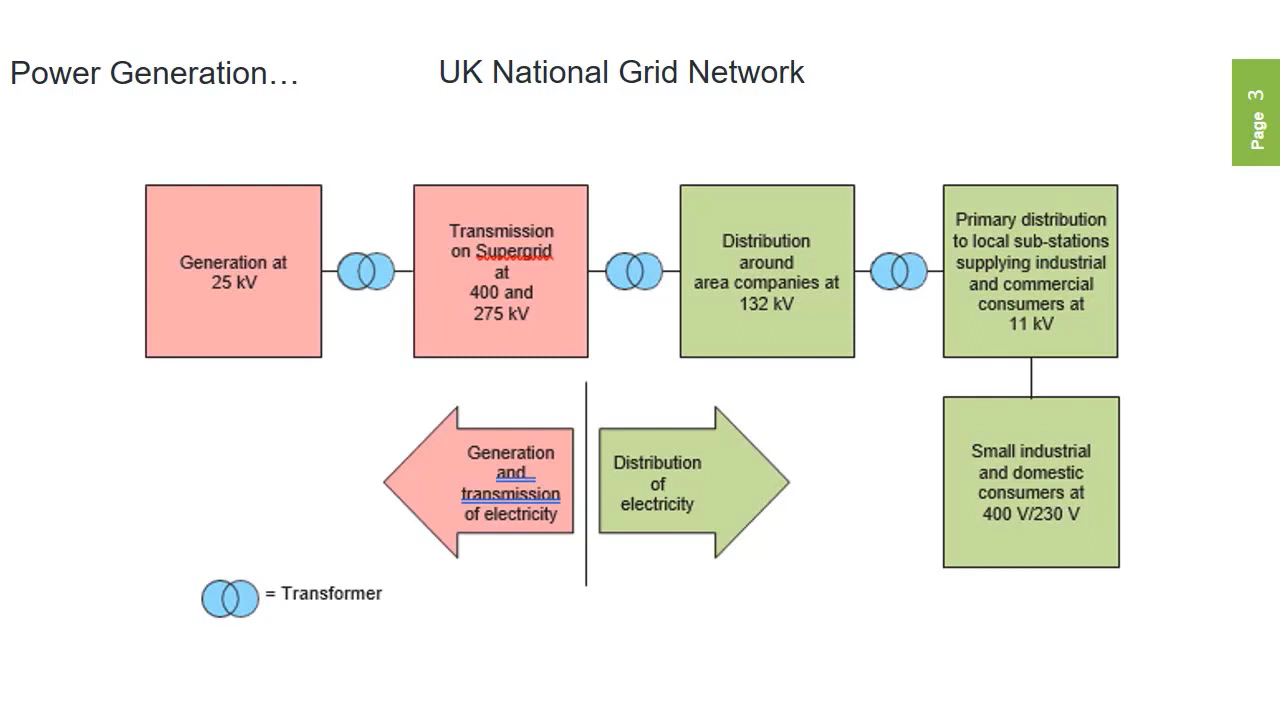 Power Generation…
UK National Grid Network
Page 3
Generation at
25 kV
Transmission
on Supergrid
at
400 and
275 kV
Distribution
around
area companies at
132 kV
Primary distribution
to local sub-stations
supplying industrial
and commercial
consumers at
11 kV
Generation
and
transmission
of electricity
Distribution
of
electricity
Small industrial
and domestic
consumers at
400 V/230 V
= Transformer